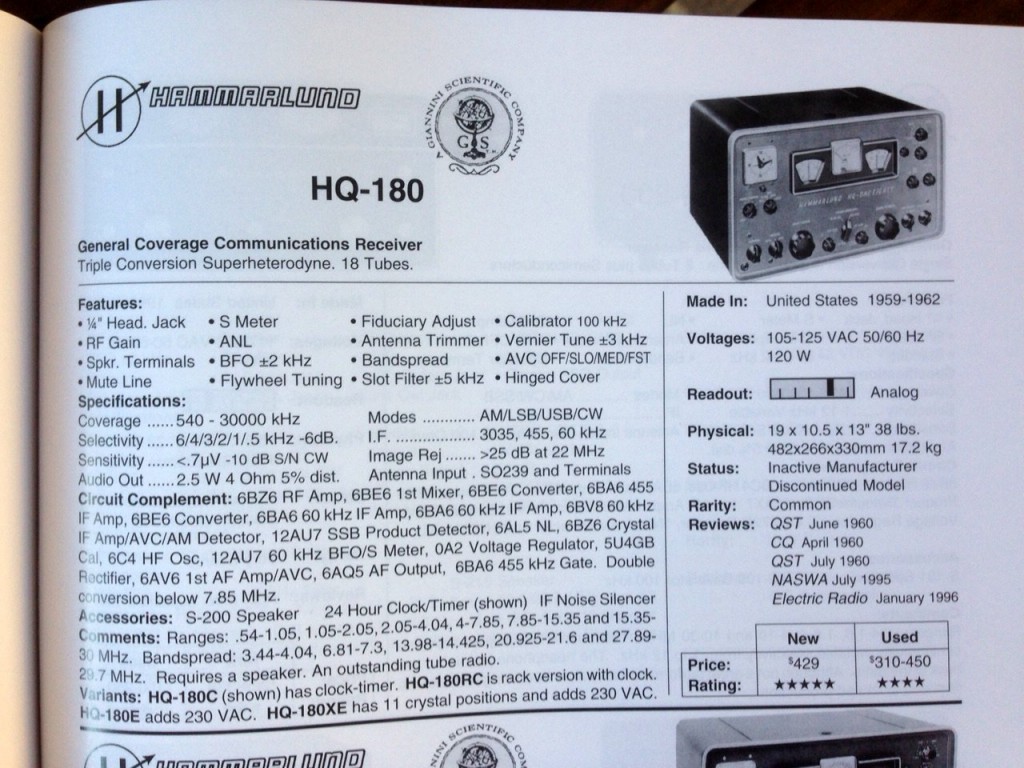 HAMMARLUND
A GIANNINI SCIENTIFIC COMPANY
G S
HQ-180
General Coverage Communications Receiver
Triple Conversion Superheterodyne. 18 Tubes.
Features:
• ¼" Head. Jack • S Meter • Fiduciary Adjust • Calibrator 100 kHz
• RF Gain • ANL • Antenna Trimmer • Vernier Tune ±3 kHz
• Spkr. Terminals • BFO ±2 kHz • Bandspread • AVC OFF/SLO/MED/FST
• Mute Line • Flywheel Tuning • Slot Filter ±5 kHz • Hinged Cover
Specifications:
Coverage ...... 540 - 30000 kHz Modes .......... AM/LSB/USB/CW
Selectivity ..... 6/4/3/2/1/.5 kHz -6dB. I.F. .................. 3035, 455, 60 kHz
Sensitivity ...... <.7µV -10 dB S/N CW Image Rej ...... >25 dB at 22 MHz
Audio Out ...... 2.5 W 4 Ohm 5% dist. Antenna Input . SO239 and Terminals
Circuit Complement: 6BZ6 RF Amp, 6BE6 1st Mixer, 6BE6 Converter, 6BA6 455
IF Amp, 6BE6 Converter, 6BA6 60 kHz IF Amp, 6BA6 60 kHz IF Amp, 6BV8 60 kHz
IF Amp/AVC/AM Detector, 12AU7 SSB Product Detector, 6AL5 NL, 6BZ6 Crystal
Cal, 6C4 HF Osc, 12AU7 60 kHz BFO/S Meter, 0A2 Voltage Regulator, 5U4GB
Rectifier, 6AV6 1st AF Amp/AVC, 6AQ5 AF Output, 6BA6 455 kHz Gate. Double
conversion below 7.85 MHz.
Accessories: S-200 Speaker 24 Hour Clock/Timer (shown) IF Noise Silencer
Comments: Ranges: .54-1.05, 1.05-2.05, 2.05-4.04, 4-7.85, 7.85-15.35 and 15.35-
30 MHz. Bandspread: 3.44-4.04, 6.81-7.3, 13.98-14.425, 20.925-21.6 and 27.89-
29.7 MHz. Requires a speaker. An outstanding tube radio.
Variants: HQ-180C (shown) has clock-timer. HQ-180RC is rack version with clock.
HQ-180E adds 230 VAC. HQ-180XE has 11 crystal positions and adds 230 VAC.
Made In: United States 1959-1962
Voltages: 105-125 VAC 50/60 Hz
120 W
Readout: Analog
Physical: 19 x 10.5 x 13" 38 lbs.
482x266x330mm 17.2 kg
Status: Inactive Manufacturer
Discontinued Model
Rarity: Common
Reviews: QST June 1960
CQ April 1960
QST July 1960
NASWA July 1995
Electric Radio January 1996
New Used
Price: $429 $310-450
Rating: ★★★★★ ★★★★
HAMMARLUND
SCIENTIFIC